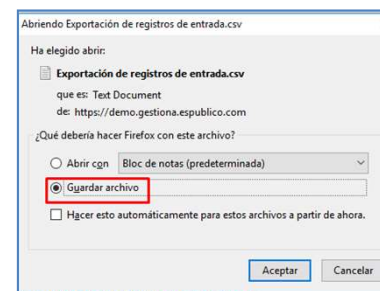 Abriendo Exportación de registros de entrada.csv
Ha elegido abrir:
Exportación de registros de entrada.csv
que es: Text Document
de: https://demo.gestiona.espublico.com
¿Qué debería hacer Firefox con este archivo?
Abrir con Bloc de notas (predeterminada)
Guardar archivo
Hacer esto automáticamente para estos archivos a partir de ahora.
Aceptar Cancelar